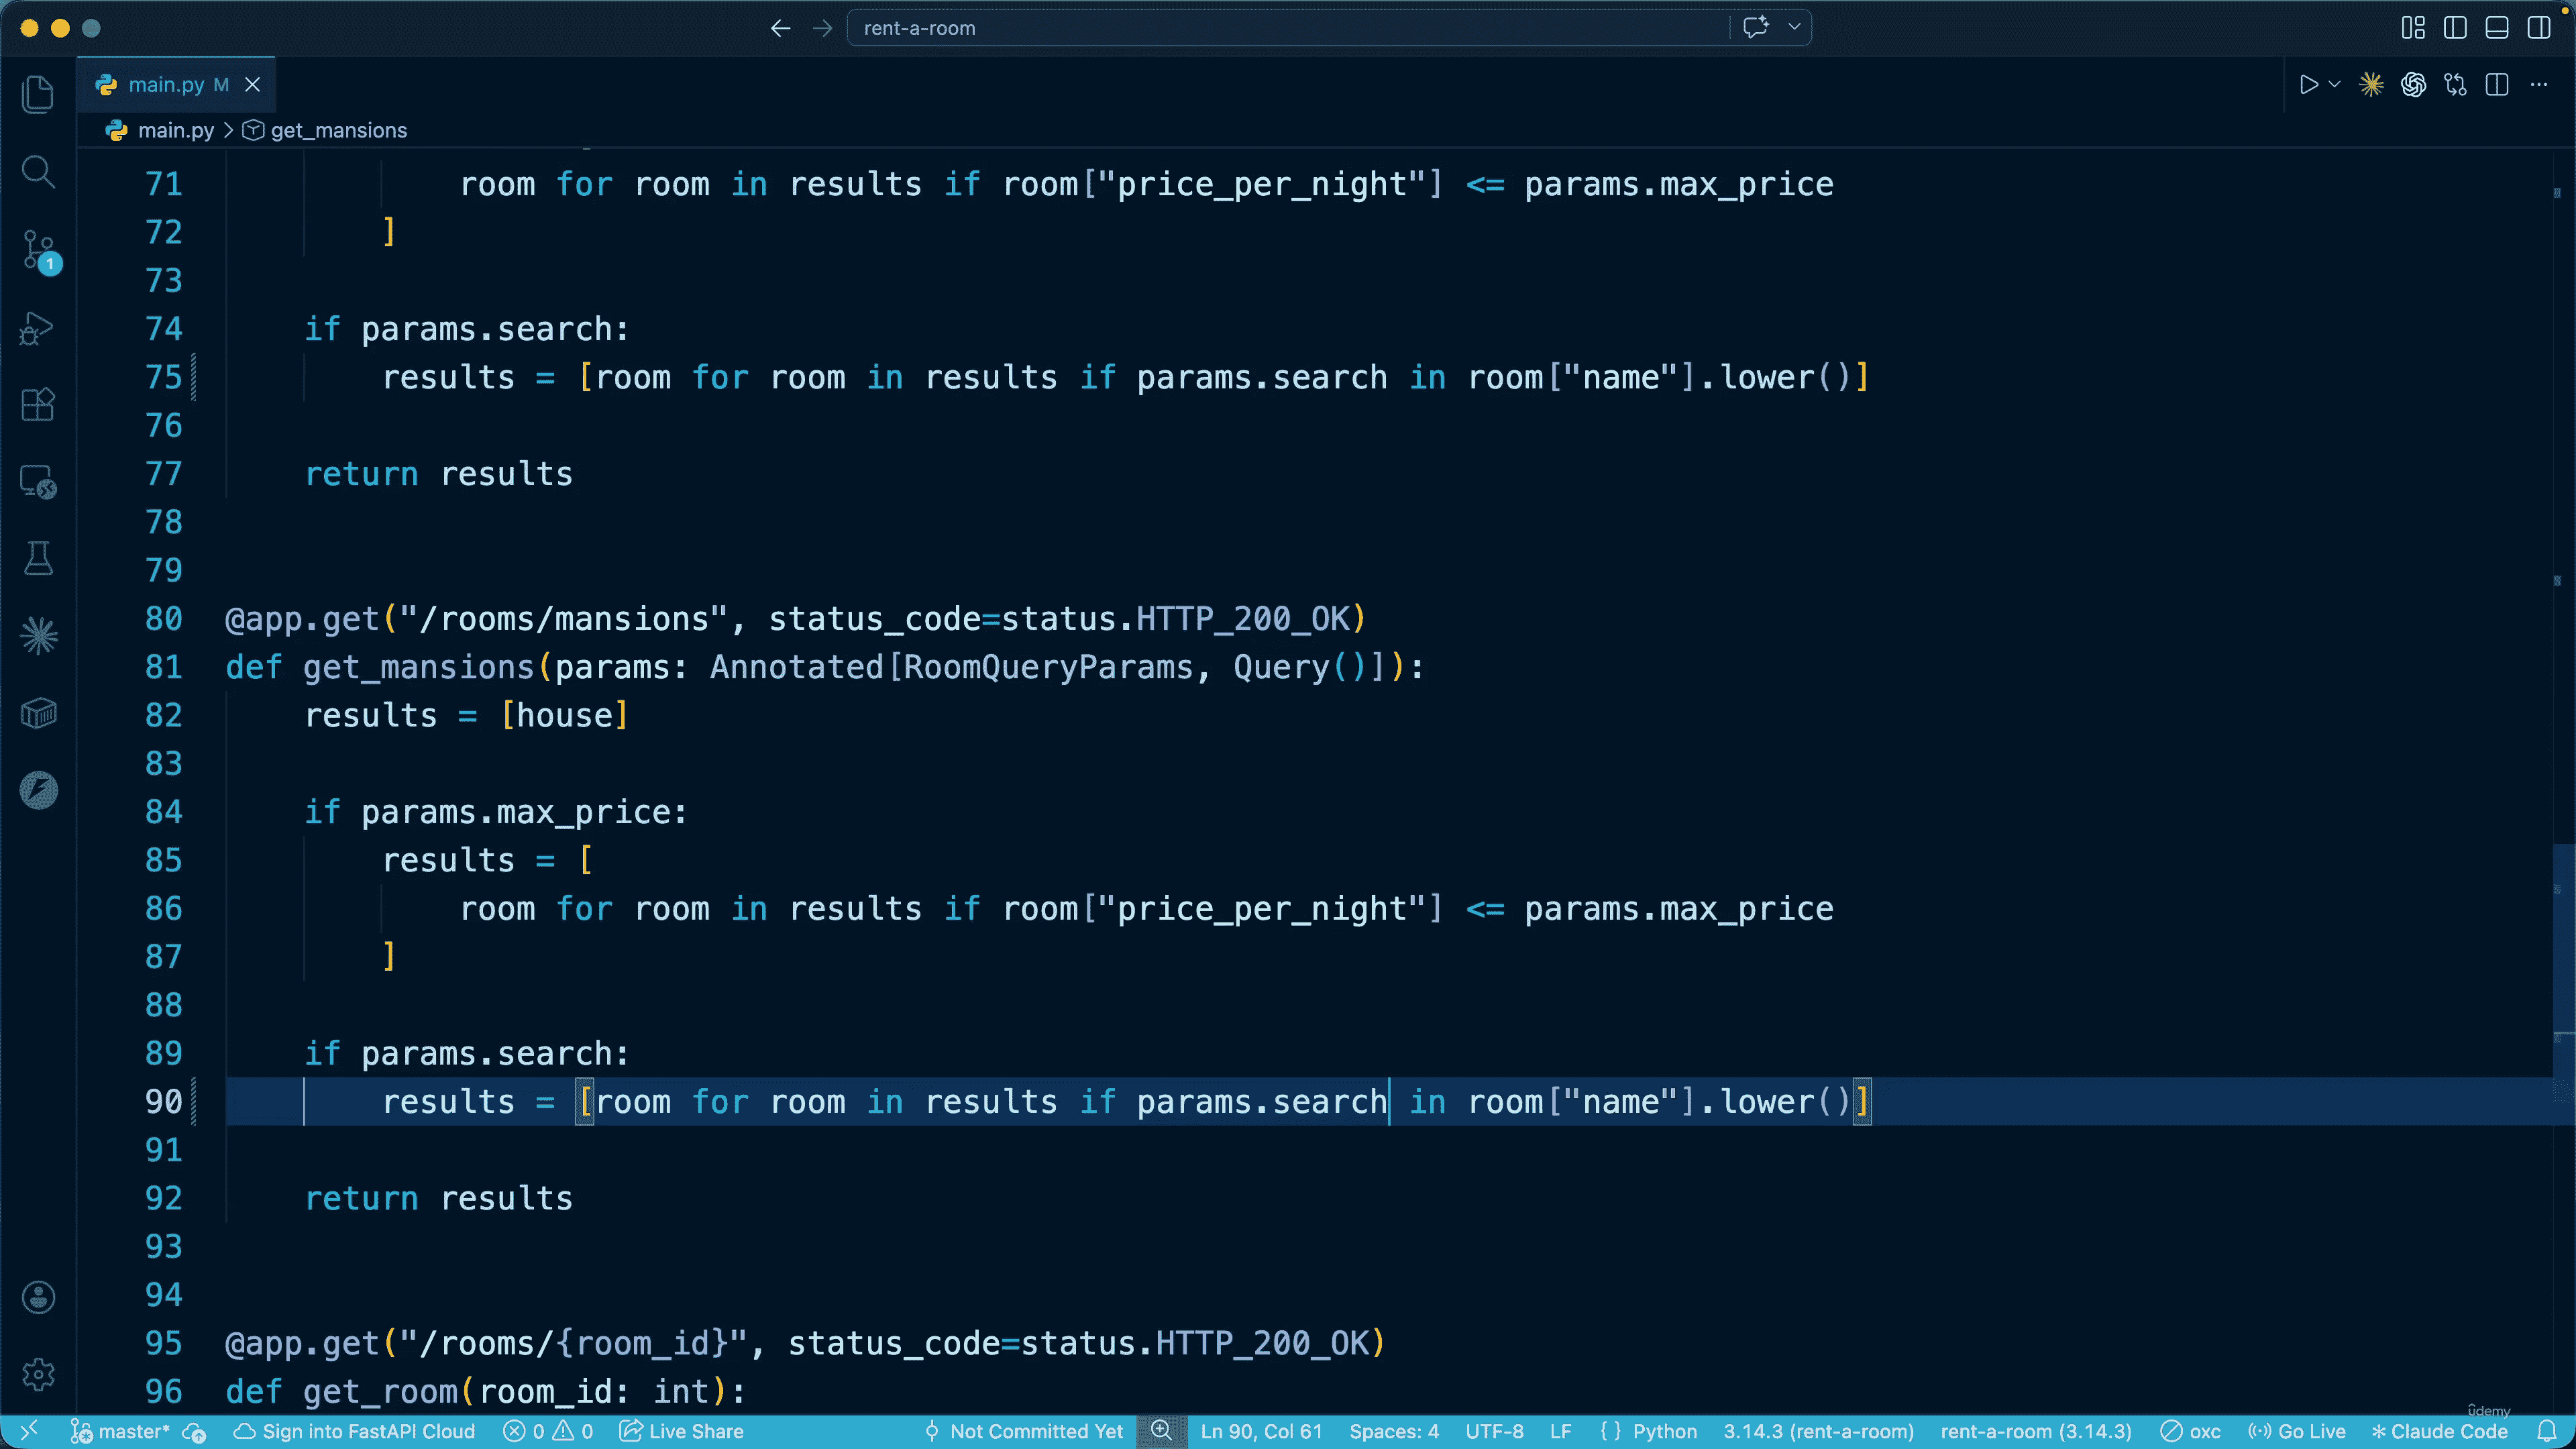 rent-a-room
main.py M
main.py > get_mansions
71 room for room in results if room["price_per_night"] <= params.max_price
72 ]
73
74 if params.search:
75 results = [room for room in results if params.search in room["name"].lower()]
76
77 return results
78
79
80 @app.get("/rooms/mansions", status_code=status.HTTP_200_OK)
81 def get_mansions(params: Annotated[RoomQueryParams, Query()]):
82 results = [house]
83
84 if params.max_price:
85 results = [
86 room for room in results if room["price_per_night"] <= params.max_price
87 ]
88
89 if params.search:
90 results = [room for room in results if params.search in room["name"].lower()]
91
92 return results
93
94
95 @app.get("/rooms/{room_id}", status_code=status.HTTP_200_OK)
96 def get_room(room_id: int):
1
udemy
master* Sign into FastAPI Cloud 0 0 Live Share Not Committed Yet Ln 90, Col 61 Spaces: 4 UTF-8 LF { } Python 3.14.3 (rent-a-room) rent-a-room (3.14.3) oxc Go Live Claude Code